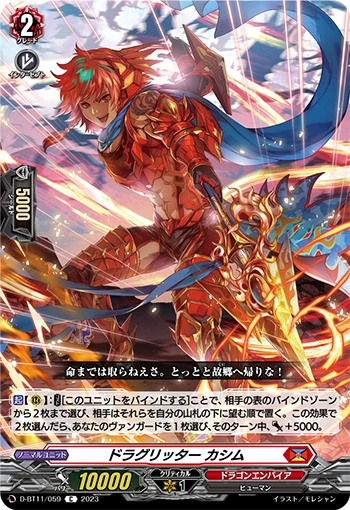 2
グレード
インターセプト
5000
シールド
命までは取らねえさ。とっとと故郷へ帰りな!
起【R】1:【このユニットをバインドする】ことで、相手の表のバインドゾーン
から2枚まで選び、相手はそれらを自分の山札の下に望む順で置く。この効果で
2枚選んだら、あなたのヴァンガードを1枚選び、そのターン中、+5000。
ノーマルユニット
ドラグリッター カシム
パワー
10000
クリティカル
1
ドラゴンエンパイア
ヒューマン
D-BT11/059 C 2023
イラスト/モレシャン